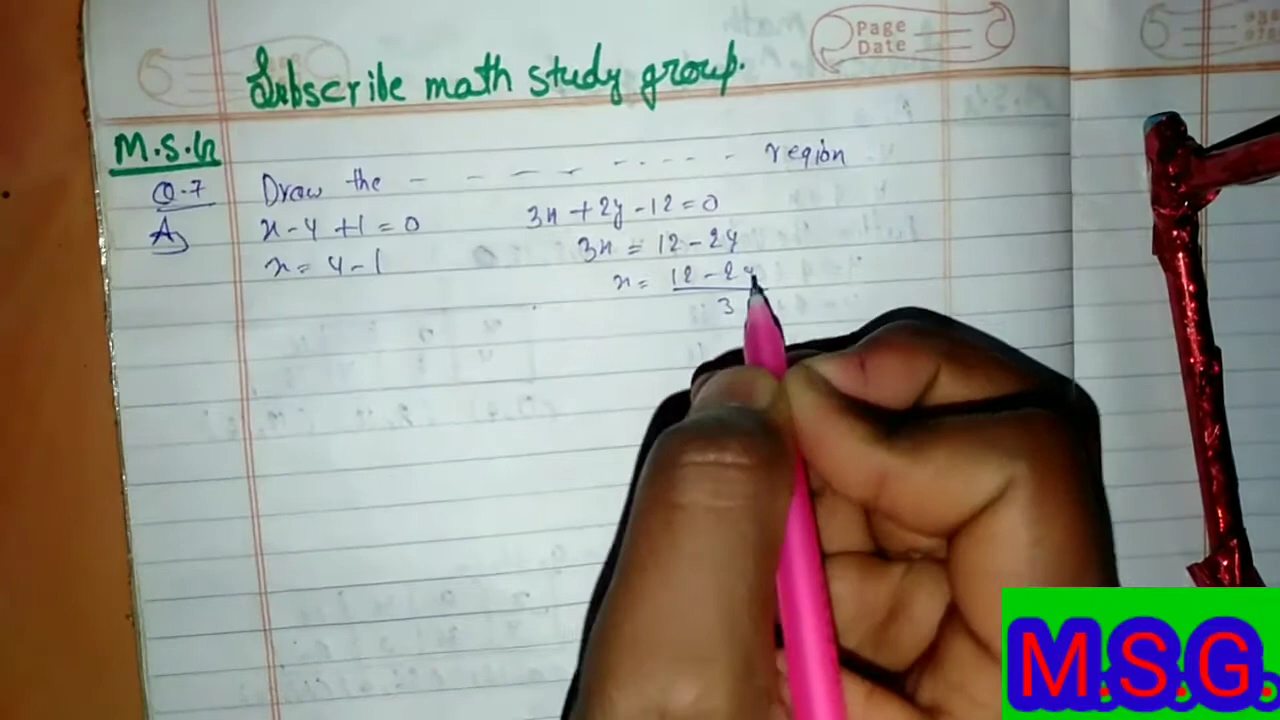 Page
Date
Subscribe math study group.
M.S.G
Q.7 Draw the - - - - - - - - - region
A) x - y + 1 = 0 3x + 2y - 12 = 0
x = y - 1 3x = 12 - 2y
x = 12 - 2y
3
M.S.G.